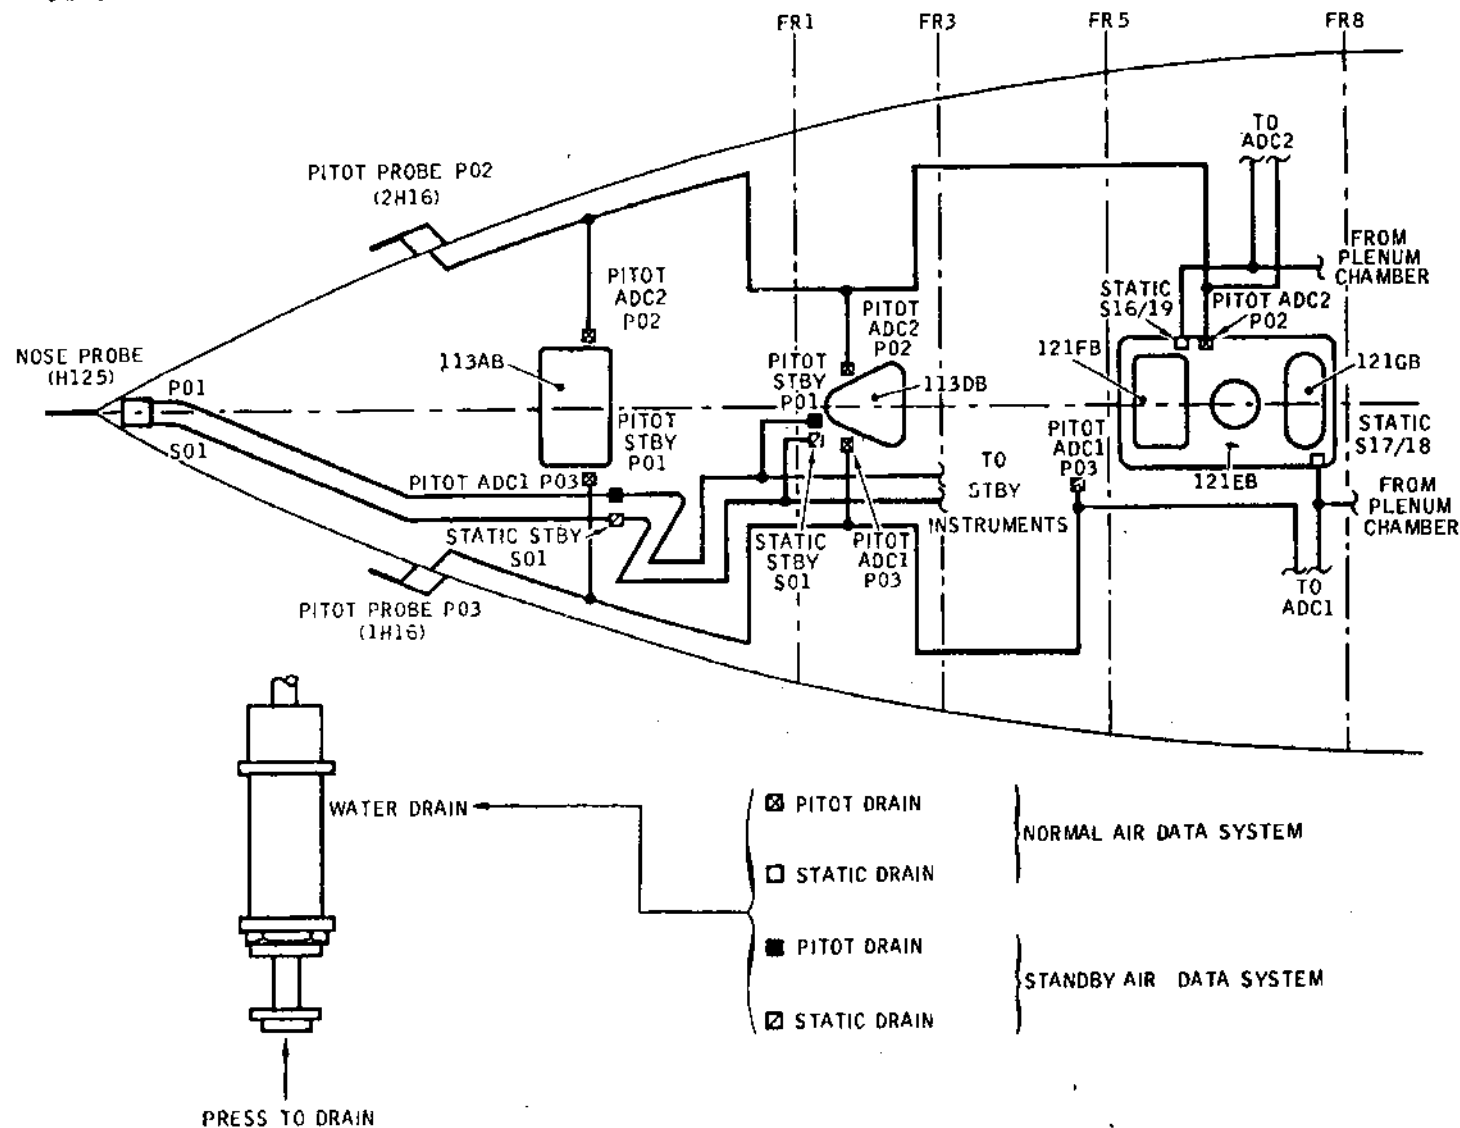 FR1 FR3 FR5 FR8
PITOT PROBE P02
(2H16)
TO
ADC2
FROM
PLENUM
CHAMBER
PITOT
ADC2
P02
PITOT
ADC2
P02
STATIC
S16/19
PITOT ADC2
P02
NOSE PROBE
(H125)
P01
S01
113AB
PITOT
STBY
P01
113DB
121FB
121GB
PITOT
STBY
P01
PITOT
ADC1
P03
STATIC
S17/18
121EB
PITOT ADC1 P03
STATIC STBY
S01
TO
STBY
INSTRUMENTS
STATIC
STBY
S01
PITOT
ADC1
P03
FROM
PLENUM
CHAMBER
TO
ADC1
PITOT PROBE P03
(1H16)
WATER DRAIN
PITOT DRAIN
STATIC DRAIN
NORMAL AIR DATA SYSTEM
PITOT DRAIN
STATIC DRAIN
STANDBY AIR DATA SYSTEM
PRESS TO DRAIN